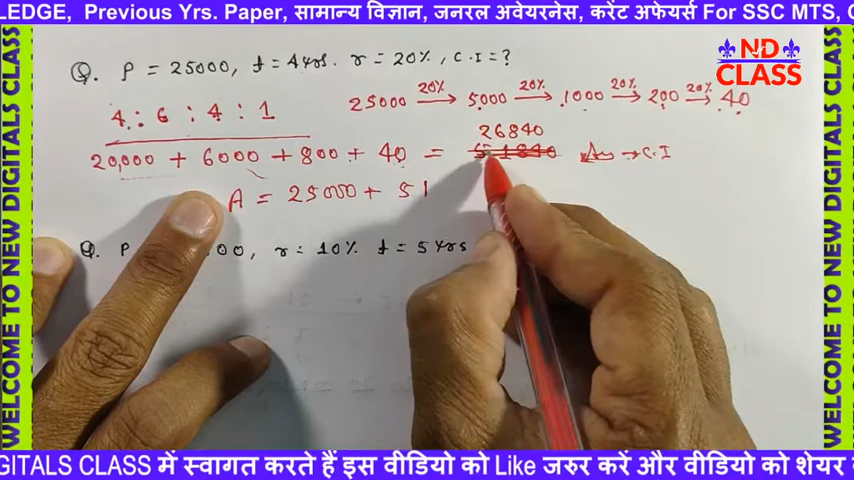 LEDGE, Previous Yrs. Paper, सामान्य विज्ञान, जनरल अवेयरनेस, करेंट अफेयर्स For SSC MTS, C
ND
CLASS
Q. P = 25000, t = 4 yrs. r = 20%, C.I = ?
4 : 6 : 4 : 1
25000 20%→ 5000 20%→ 1000 20%→ 200 20%→ 40
26840
20,000 + 6000 + 800 + 40 = 51840 Ans → C.I
A = 25000 + 51
Q. P 00, r = 10% t = 5 yrs
WELCOME TO NEW DIGITALS CLASS
WELCOME TO NEW DIGITALS CLASS
GITALS CLASS में स्वागत करते हैं इस वीडियो को Like जरुर करें और वीडियो को शेयर